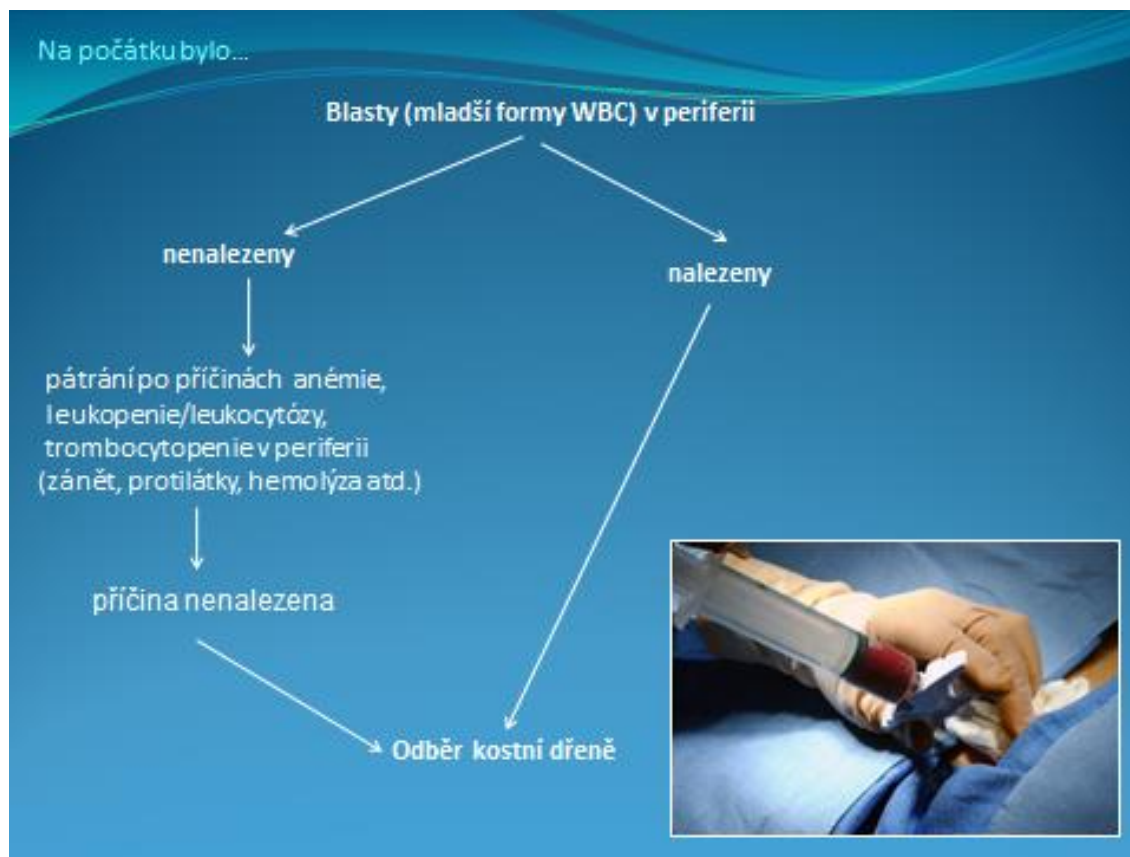 Na počátku bylo...
Blasty (mladší formy WBC) v periferii
nenalezeny
nalezeny
pátrání po příčinách anémie,
leukopenie/leukocytózy,
trombocytopenie v periferii
(zánět, protilátky, hemolýza atd.)
příčina nenalezena
Odběr kostní dřeně